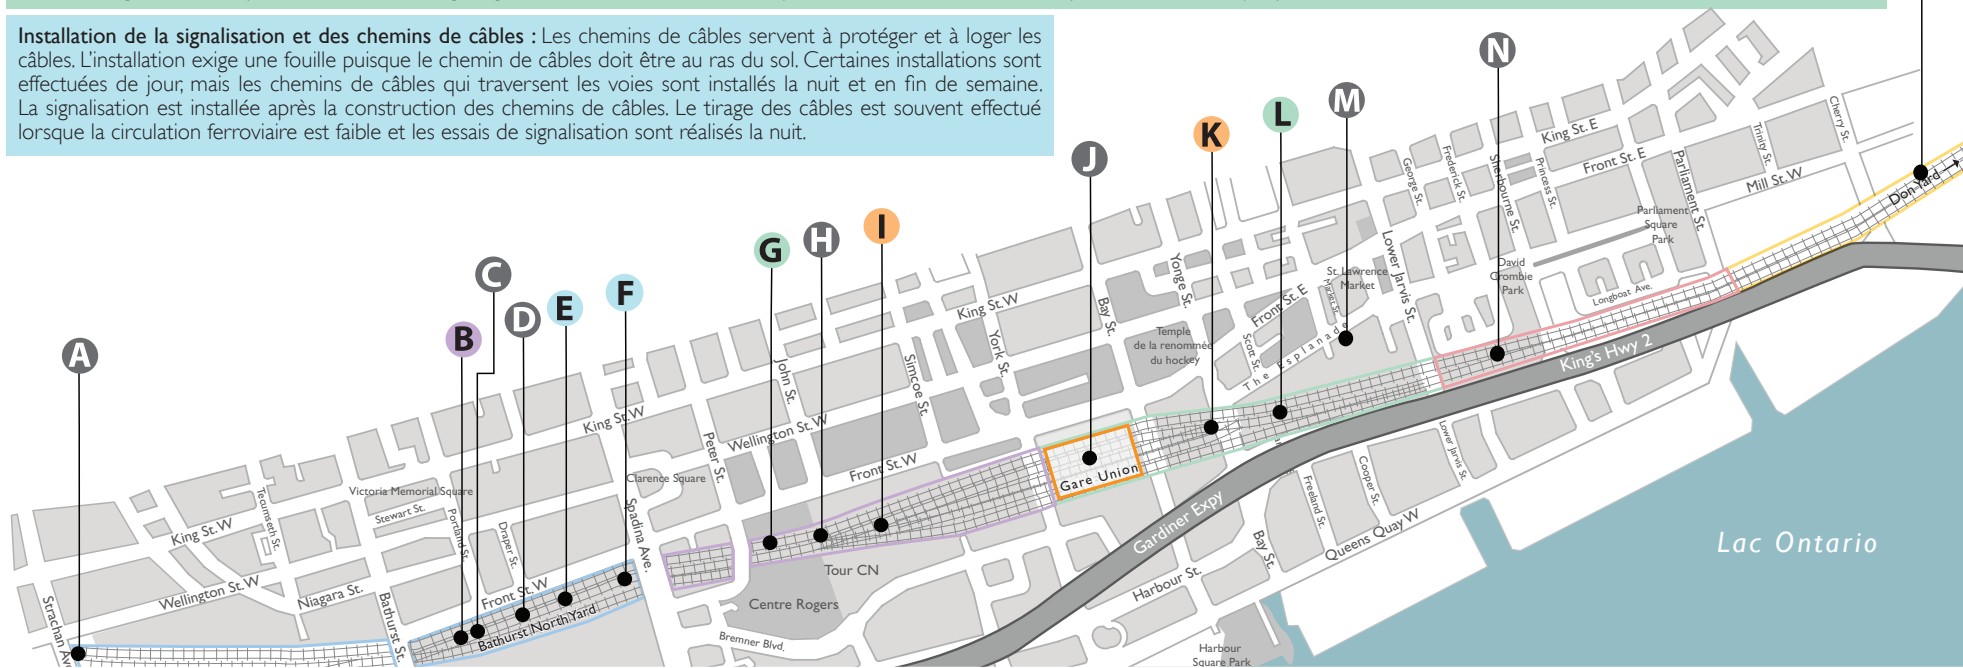 Installation de la signalisation et des chemins de câbles : Les chemins de câbles servent à protéger et à loger les
câbles. L'installation exige une fouille puisque le chemin de câbles doit être au ras du sol. Certaines installations sont
effectuées de jour, mais les chemins de câbles qui traversent les voies sont installés la nuit et en fin de semaine.
La signalisation est installée après la construction des chemins de câbles. Le tirage des câbles est souvent effectué
lorsque la circulation ferroviaire est faible et les essais de signalisation sont réalisés la nuit.
A
B
C
D
E
F
G
H
I
J
K
L
M
N
King St. E
Front St. E
Mill St. W
Cherry St.
Trinity St.
Parliament St.
Princess St.
Sherbourne St.
Frederick St.
George St.
Lower Jarvis St.
Parliament
Square
Park
David
Crombie
Park
Longboat Ave.
Don Yard
St. Lawrence
Market
Market St.
Front St. E
The Esplanade
Scott St.
Yonge St.
Bay St.
Temple
de la renommée
du hockey
King St. W
York St.
Simcoe St.
John St.
Wellington St. W
Front St. W
Peter St.
King St. W
Clarence Square
Spadina Ave.
Victoria Memorial Square
Stewart St.
Portland St.
Draper St.
Tecumseth St.
King St. W
Wellington St. W
Niagara St.
Strachan Ave
Bathurst St.
Front St. W
Bathurst North Yard
Gare Union
Tour CN
Centre Rogers
Bremner Blvd.
Gardiner Expy
King's Hwy 2
Harbour St.
Bay St.
Freeland St.
Cooper St.
Lower Jarvis St.
Queens Quay W
Harbour
Square Park
Lac Ontario